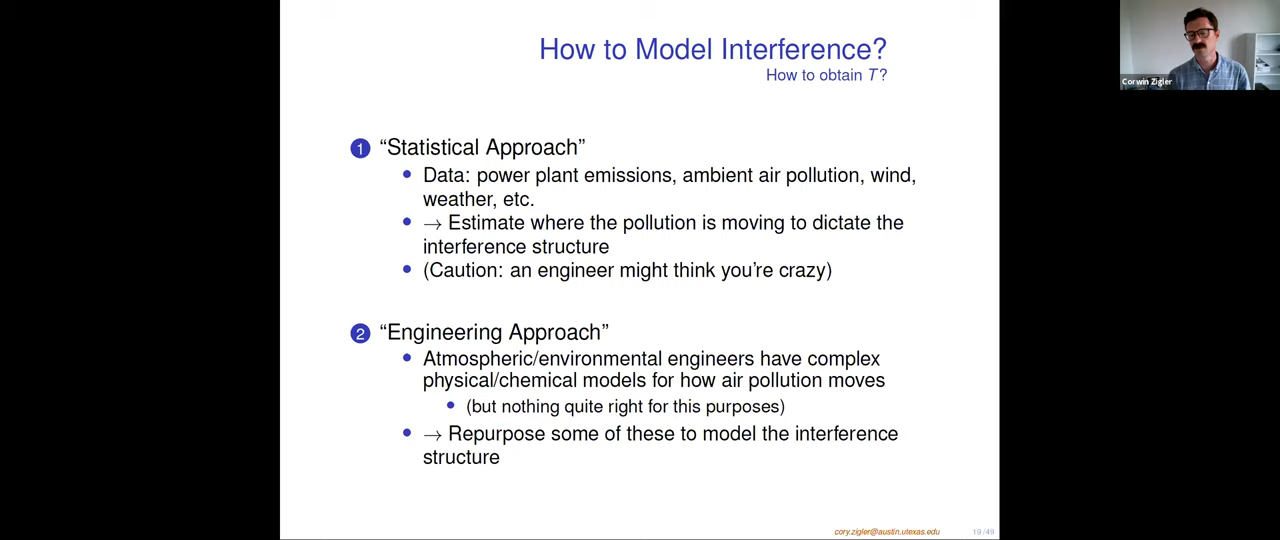 How to Model Interference?
How to obtain T?
Corwin Zigler
1 “Statistical Approach”
• Data: power plant emissions, ambient air pollution, wind,
weather, etc.
• → Estimate where the pollution is moving to dictate the
interference structure
• (Caution: an engineer might think you’re crazy)
2 “Engineering Approach”
• Atmospheric/environmental engineers have complex
physical/chemical models for how air pollution moves
• (but nothing quite right for this purposes)
• → Repurpose some of these to model the interference
structure
cory.zigler@austin.utexas.edu
19/49